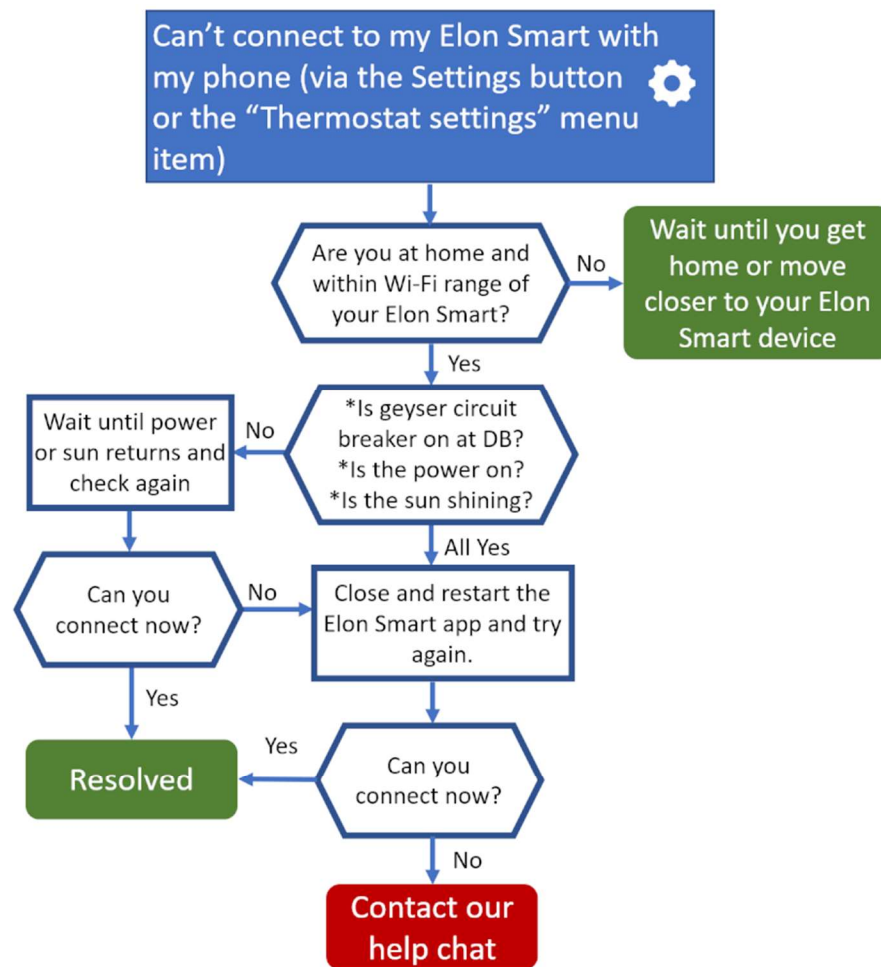 Can’t connect to my Elon Smart with
my phone (via the Settings button
or the “Thermostat settings” menu
item)
Are you at home and
within Wi-Fi range of
your Elon Smart?
No
Wait until you get
home or move
closer to your Elon
Smart device
Yes
*Is geyser circuit
breaker on at DB?
*Is the power on?
*Is the sun shining?
No
Wait until power
or sun returns and
check again
All Yes
Can you
connect now?
No
Close and restart the
Elon Smart app and try
again.
Yes
Resolved
Yes
Can you
connect now?
No
Contact our
help chat